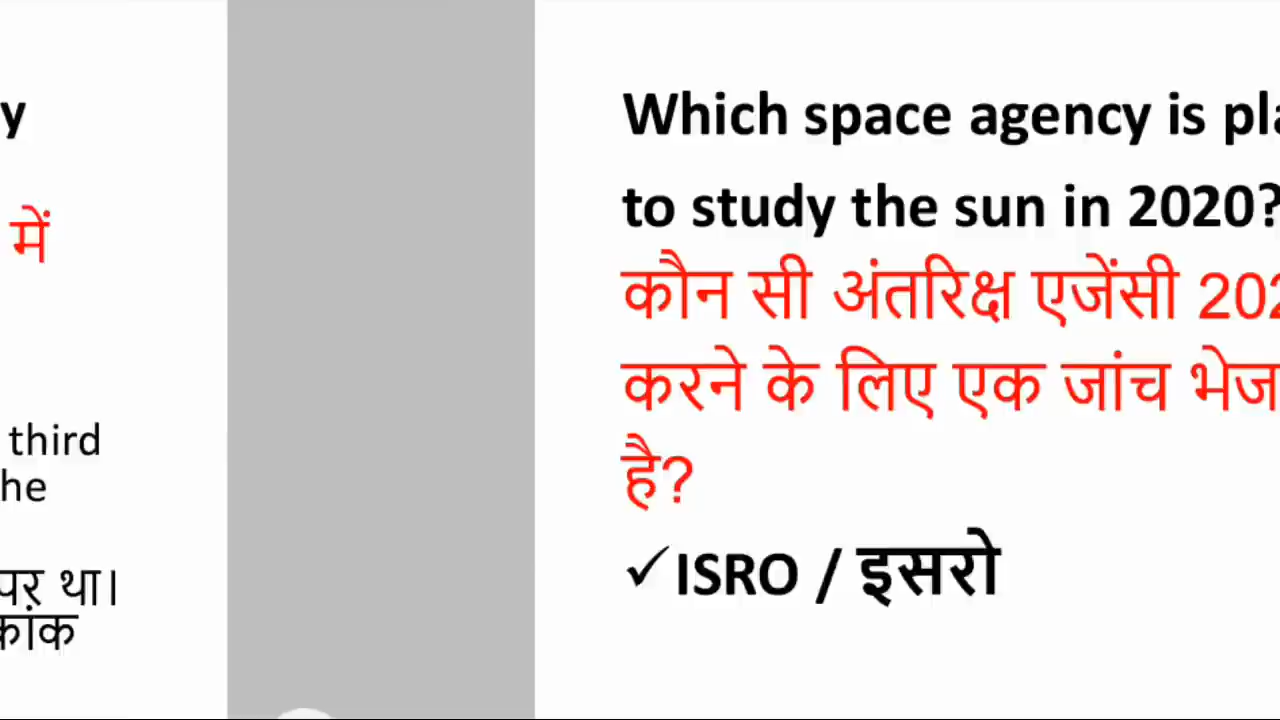 y
में
third
he
पर था।
कांक
Which space agency is pla
to study the sun in 2020?
कौन सी अंतरिक्ष एजेंसी 202
करने के लिए एक जांच भेज
है?
✓ISRO / इसरो